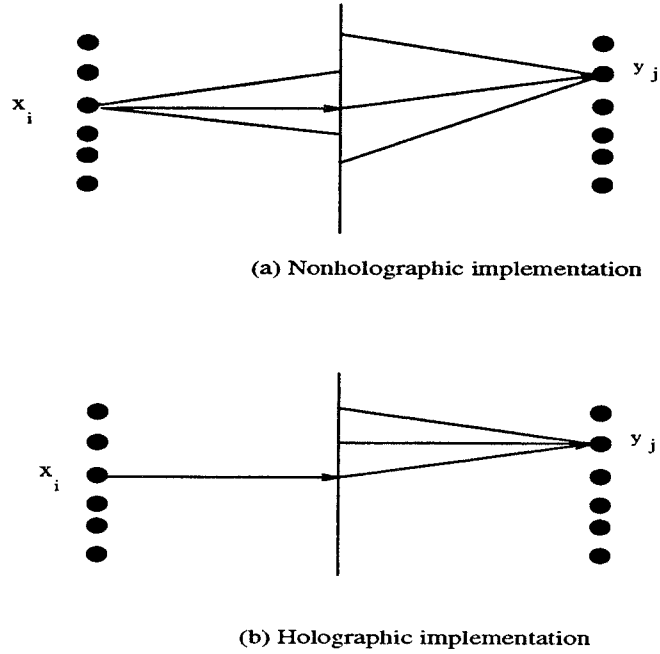 x i
y j
(a) Nonholographic implementation
x i
y j
(b) Holographic implementation